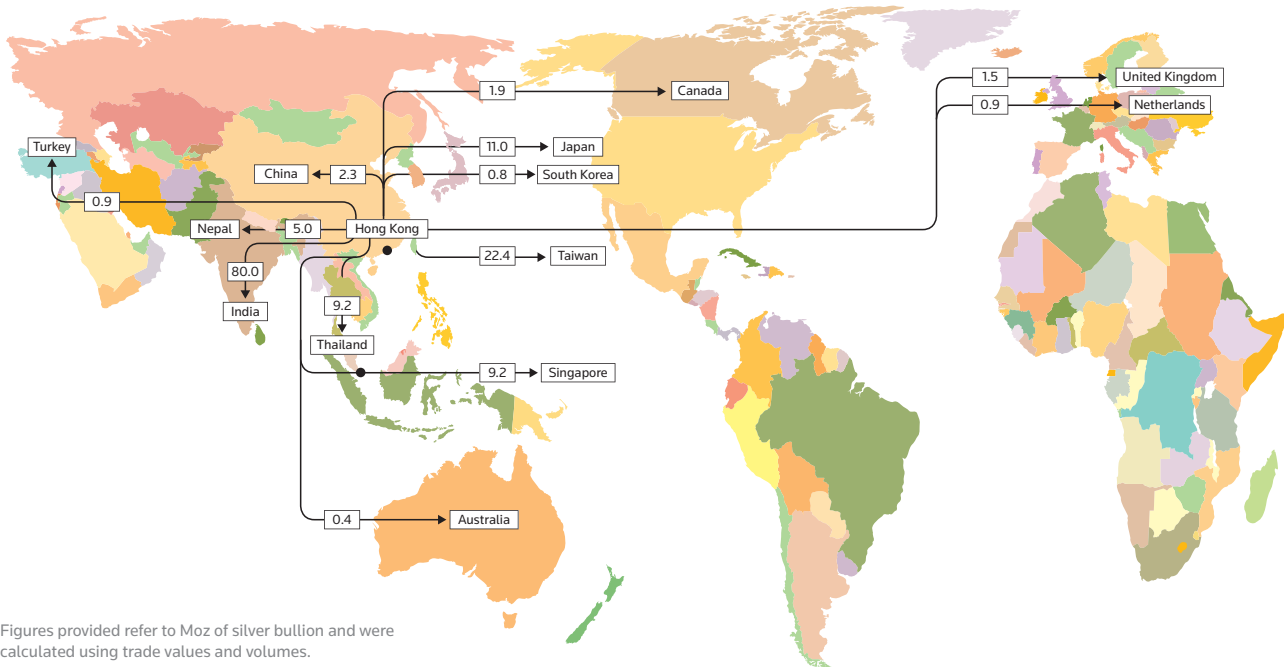 1.5 United Kingdom
1.9 Canada
0.9 Netherlands
Turkey
11.0 Japan
China 2.3
0.8 South Korea
0.9
Nepal 5.0 Hong Kong
22.4 Taiwan
80.0
9.2
India
Thailand
9.2 Singapore
0.4 Australia
Figures provided refer to Moz of silver bullion and were
calculated using trade values and volumes.